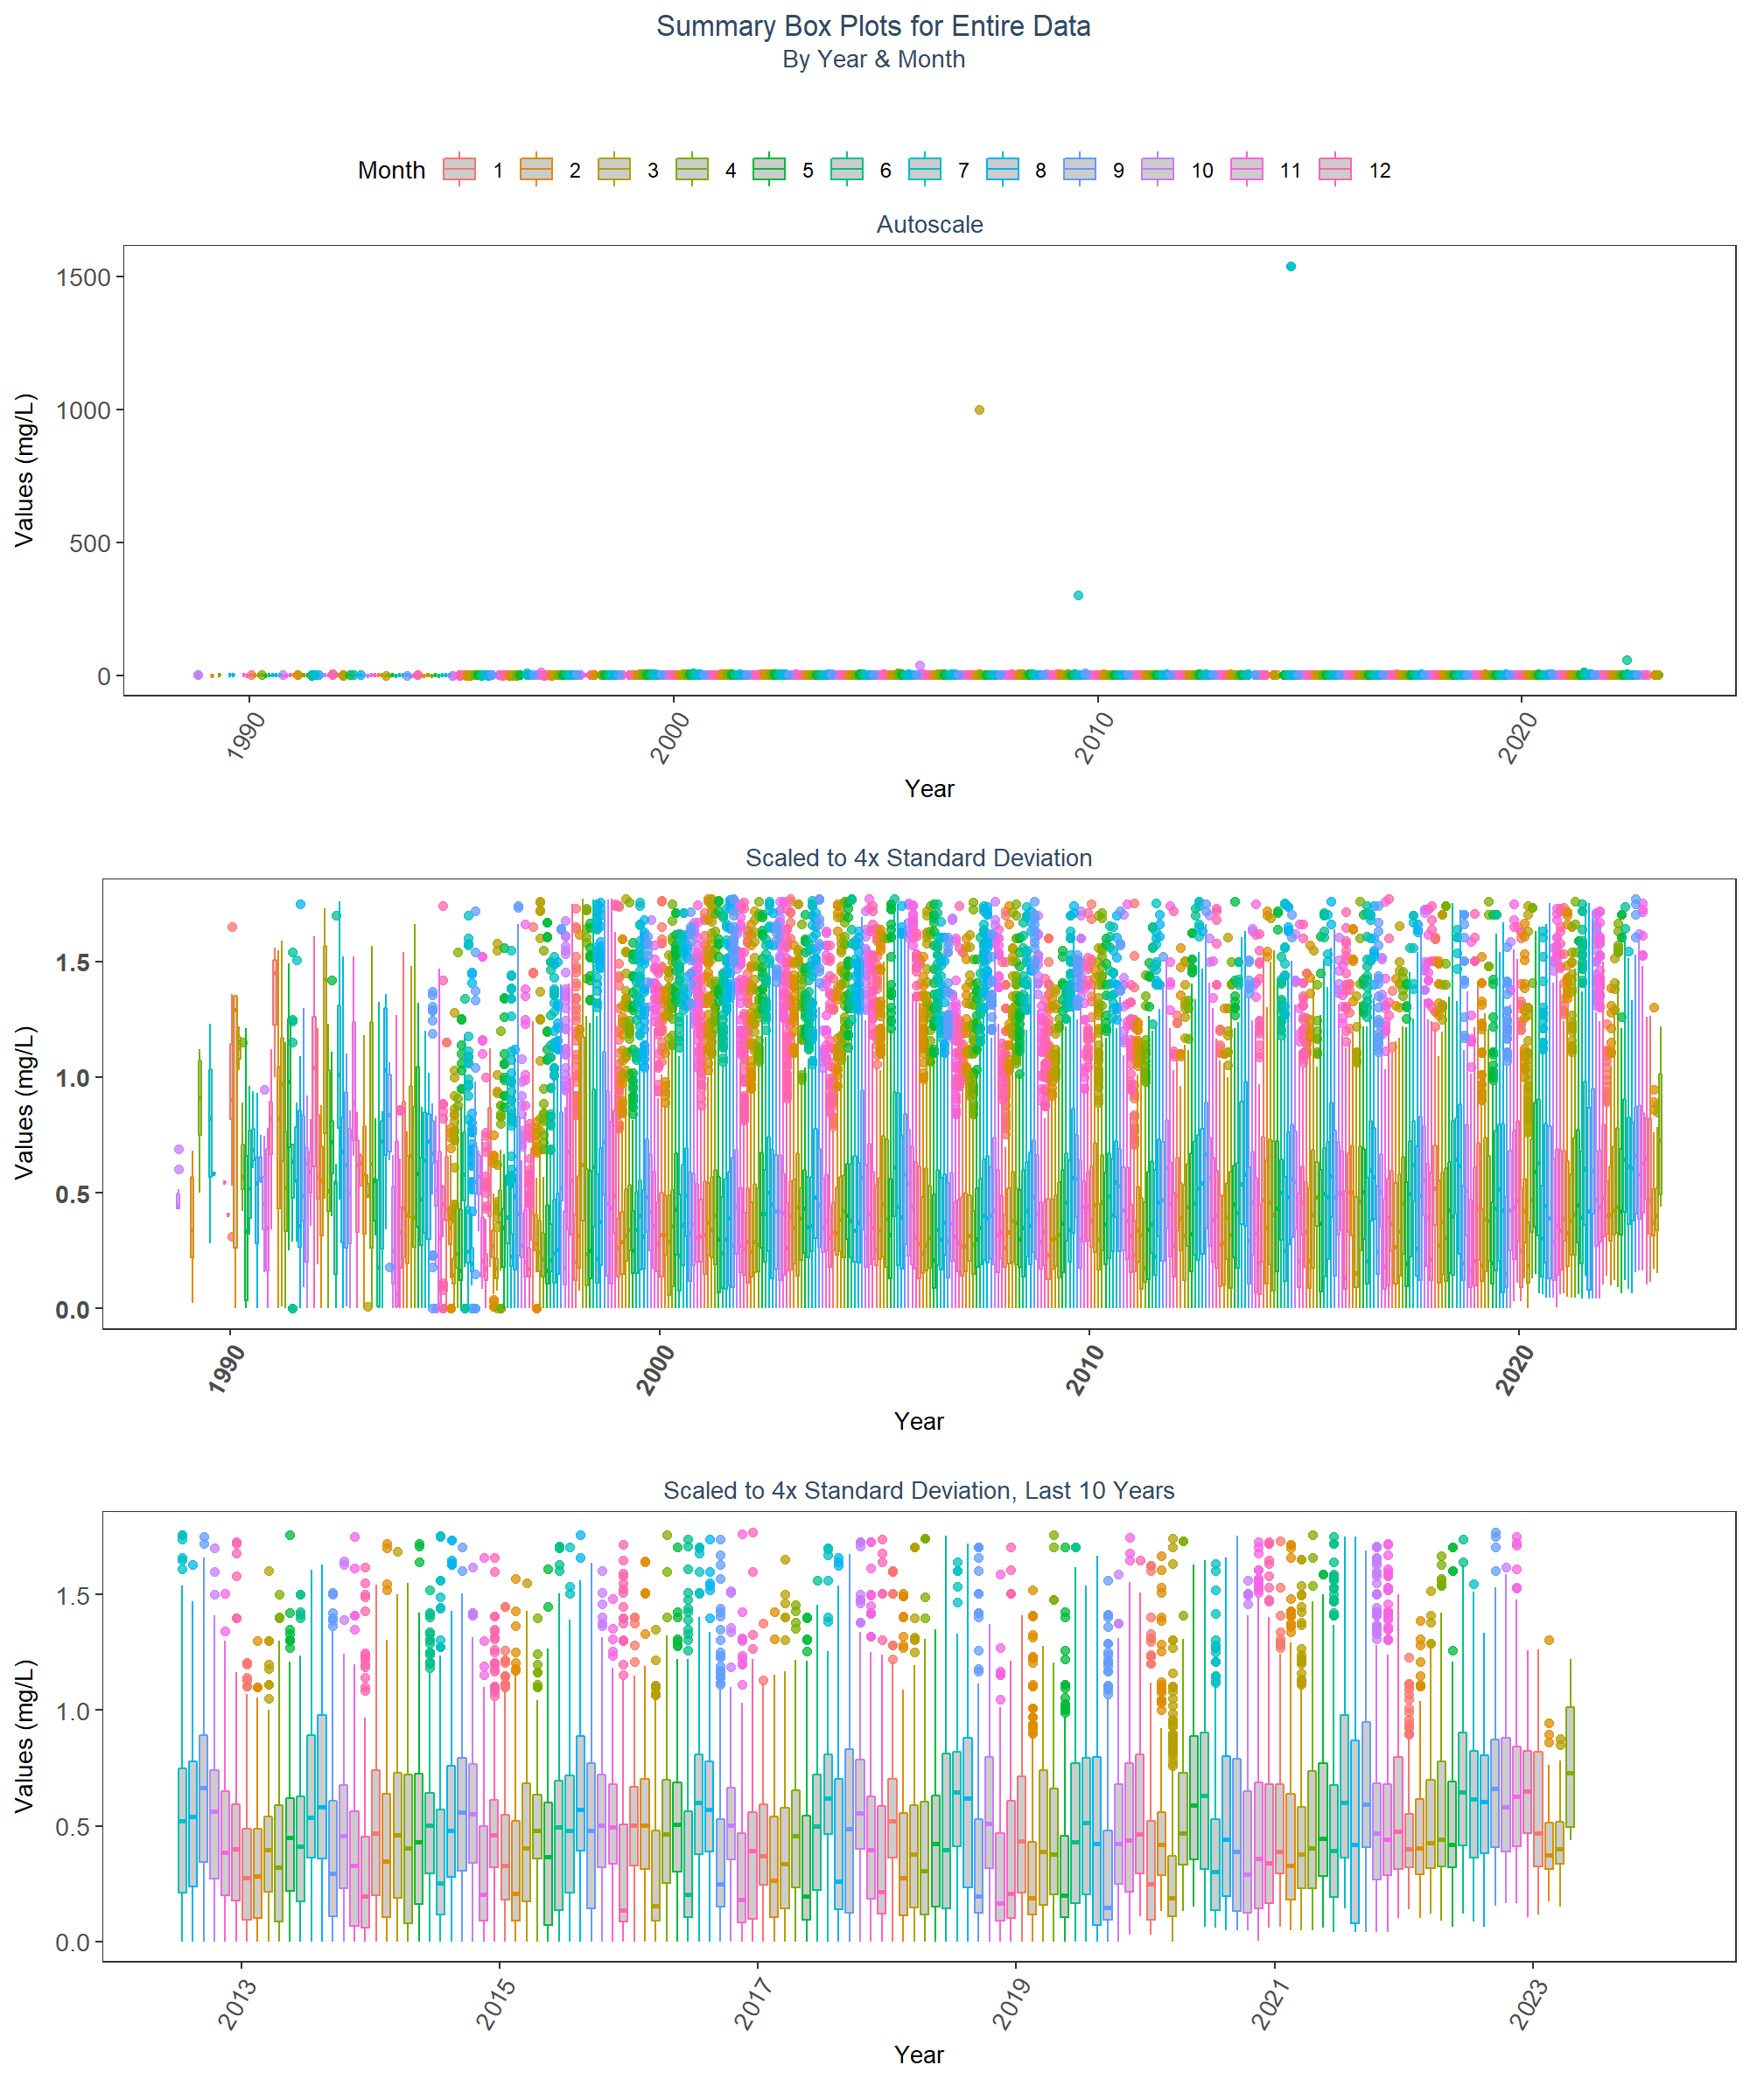 Summary Box Plots for Entire Data
By Year & Month
Month 1 2 3 4 5 6 7 8 9 10 11 12
Autoscale
Values (mg/L)
1500
1000
500
0
1990 2000 2010 2020
Year
Scaled to 4x Standard Deviation
Values (mg/L)
1.5
1.0
0.5
0.0
1990 2000 2010 2020
Year
Scaled to 4x Standard Deviation, Last 10 Years
Values (mg/L)
1.5
1.0
0.5
0.0
2013 2015 2017 2019 2021 2023
Year